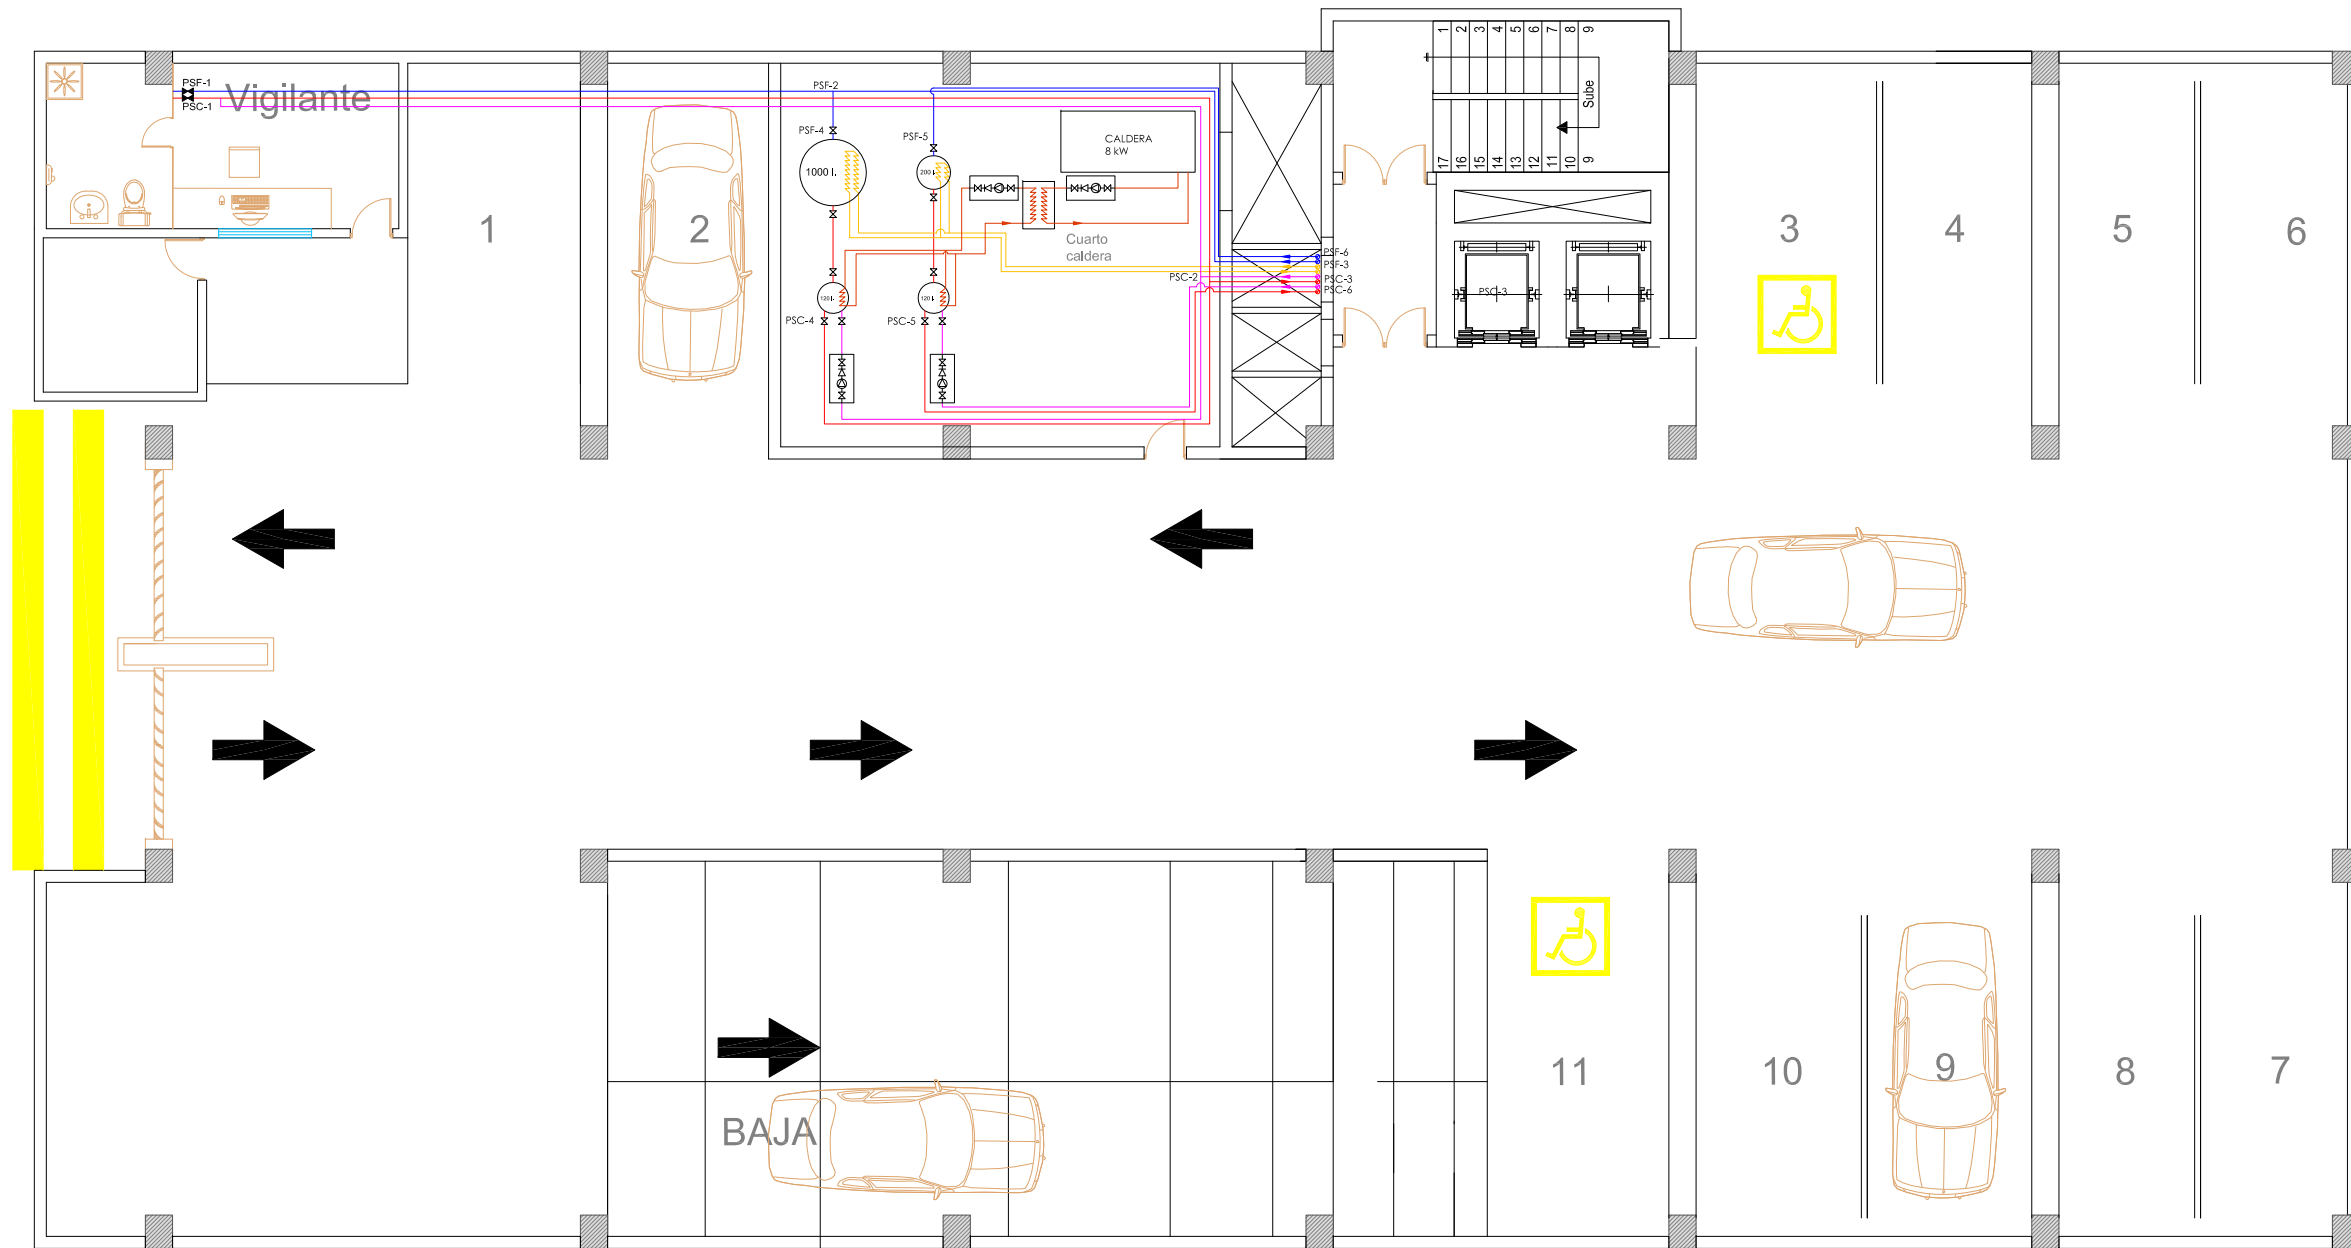 PSF-1
PSC-1
Vigilante
PSF-2
PSF-4
PSF-5
1000 l.
200 l.
CALDERA
8 kW
Cuarto
caldera
120 l.
120 l.
PSC-4
PSC-5
PSF-6
PSF-3
PSC-2
PSC-3
PSC-6
1 2 3 4 5 6 7 8 9
Sube
17 16 15 14 13 12 11 10 9
PSC-3
1
2
3
4
5
6
BAJA
11
10
9
8
7